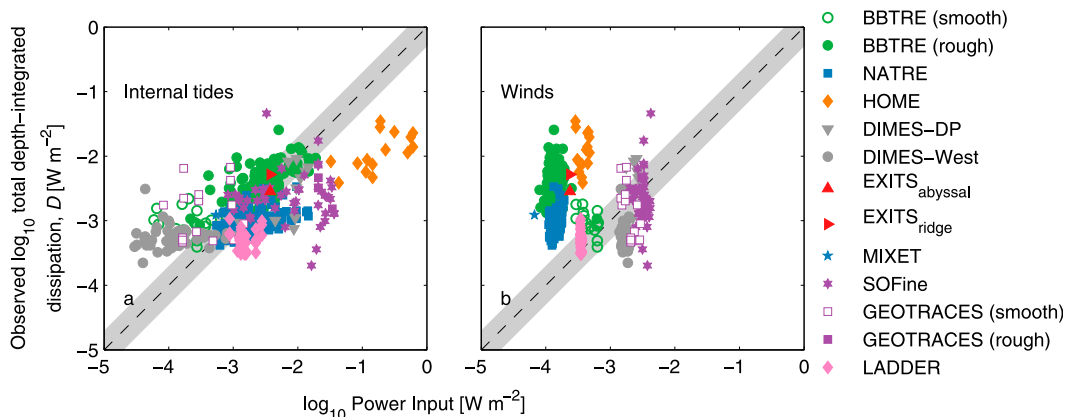 Observed log10 total depth−integrated
dissipation, D [W m−2]
0
−1
−2
−3
−4
−5
Internal tides
a
−5 −4 −3 −2 −1 0
Winds
b
−5 −4 −3 −2 −1 0
log10 Power Input [W m−2]
BBTRE (smooth)
BBTRE (rough)
NATRE
HOME
DIMES−DP
DIMES−West
EXITSabyssal
EXITSridge
MIXET
SOFine
GEOTRACES (smooth)
GEOTRACES (rough)
LADDER